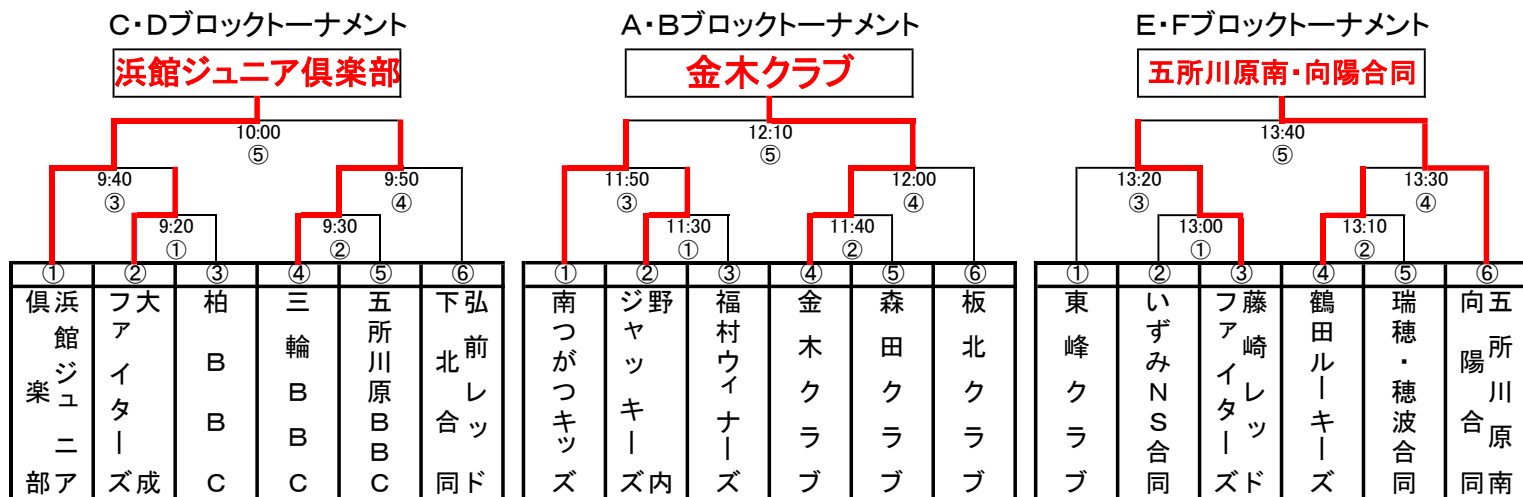 C・Dブロックトーナメント
浜館ジュニア倶楽部
10:00
⑤
9:40
③
9:50
④
9:20
①
9:30
②
①
②
③
④
⑤
⑥
浜館ジュニア
倶楽部
大成
ファイターズ
柏BBC
三輪BBC
五所川原BBC
弘前レッド
下北合同
A・Bブロックトーナメント
金木クラブ
12:10
⑤
11:50
③
12:00
④
11:30
①
11:40
②
①
②
③
④
⑤
⑥
南つがつキッズ
野内
ジャッキーズ
福村ウィナーズ
金木クラブ
森田クラブ
板北クラブ
E・Fブロックトーナメント
五所川原南・向陽合同
13:40
⑤
13:20
③
13:30
④
13:00
①
13:10
②
①
②
③
④
⑤
⑥
東峰クラブ
いずみNS合同
藤崎レッド
ファイターズ
鶴田ルーキーズ
瑞穂・穂波合同
五所川原南
向陽合同